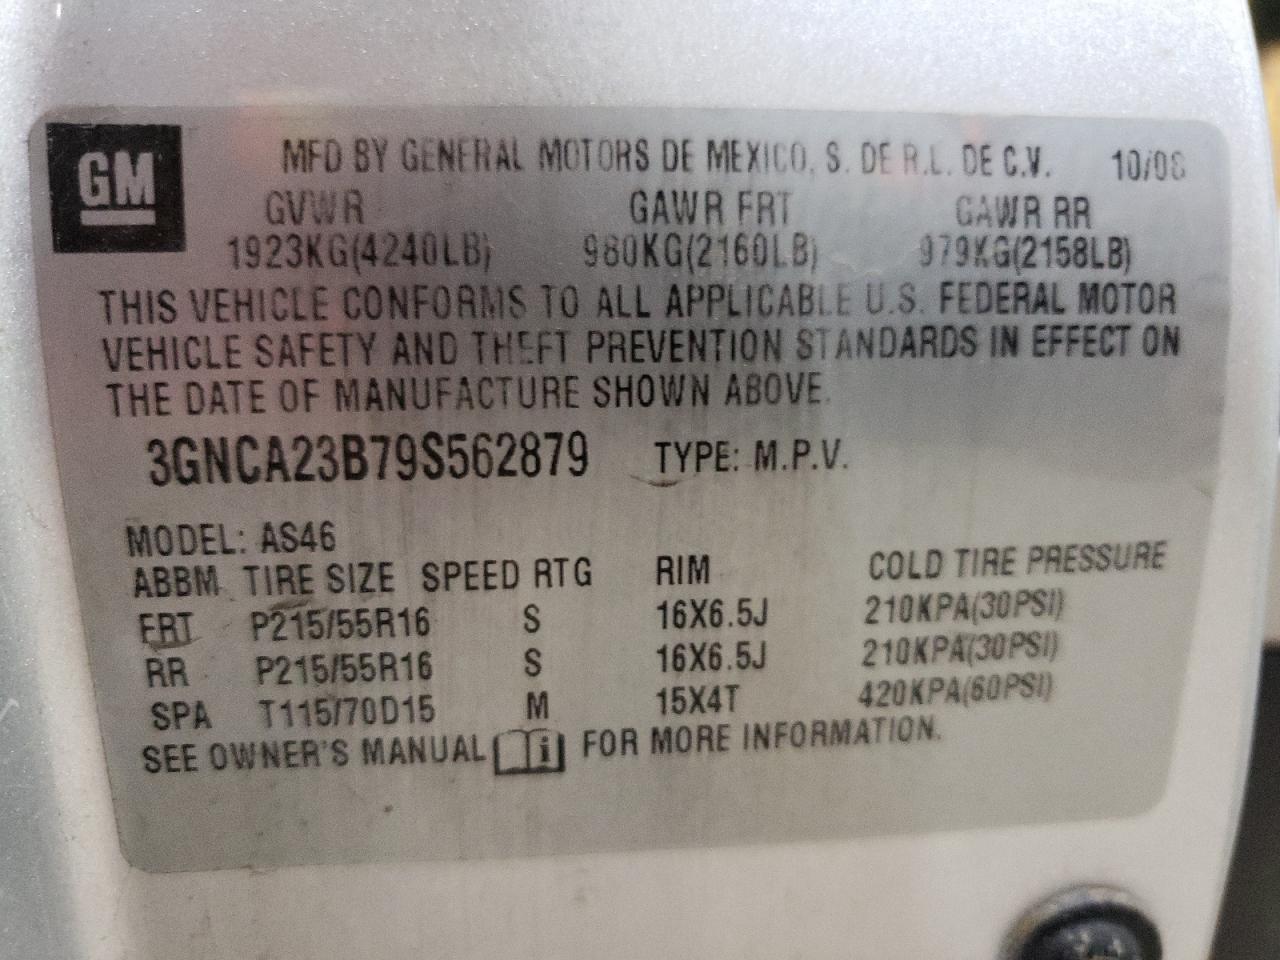 GM
MFD BY GENERAL MOTORS DE MEXICO, S. DE R.L. DE C.V. 10/08
GVWR GAWR FRT GAWR RR
1923KG(4240LB) 980KG(2160LB) 979KG(2158LB)
THIS VEHICLE CONFORMS TO ALL APPLICABLE U.S. FEDERAL MOTOR
VEHICLE SAFETY AND THEFT PREVENTION STANDARDS IN EFFECT ON
THE DATE OF MANUFACTURE SHOWN ABOVE.
3GNCA23B79S562879 TYPE: M.P.V.
MODEL: AS46
ABBM TIRE SIZE SPEED RTG RIM COLD TIRE PRESSURE
FRT P215/55R16 S 16X6.5J 210KPA(30PSI)
RR P215/55R16 S 16X6.5J 210KPA(30PSI)
SPA T115/70D15 M 15X4T 420KPA(60PSI)
SEE OWNER'S MANUAL i FOR MORE INFORMATION.